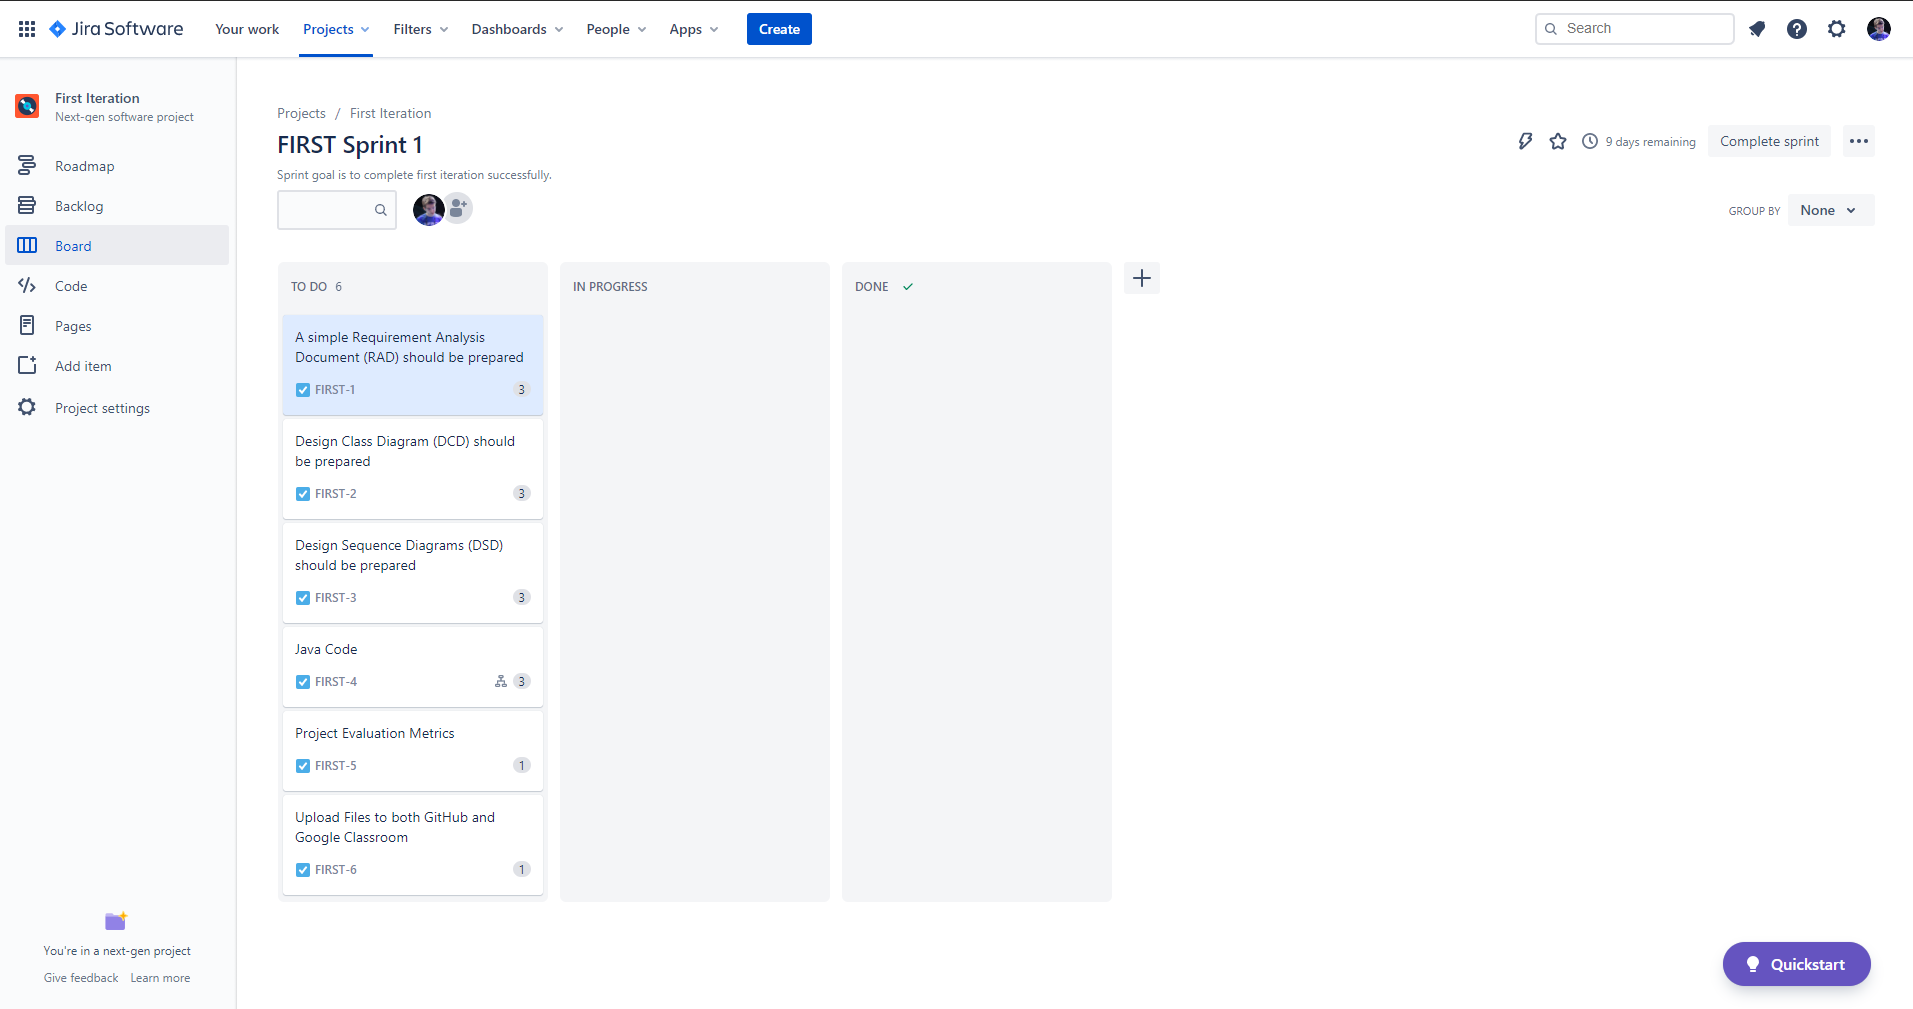 Jira Software
Your work
Projects
Filters
Dashboards
People
Apps
Create
Search
First Iteration
Next-gen software project
Roadmap
Backlog
Board
Code
Pages
Add item
Project settings
You're in a next-gen project
Give feedback Learn more
Projects / First Iteration
FIRST Sprint 1
9 days remaining
Complete sprint
Sprint goal is to complete first iteration successfully.
GROUP BY None
TO DO 6
A simple Requirement Analysis
Document (RAD) should be prepared
FIRST-1 3
Design Class Diagram (DCD) should
be prepared
FIRST-2 3
Design Sequence Diagrams (DSD)
should be prepared
FIRST-3 3
Java Code
FIRST-4 3
Project Evaluation Metrics
FIRST-5 1
Upload Files to both GitHub and
Google Classroom
FIRST-6 1
IN PROGRESS
DONE
Quickstart